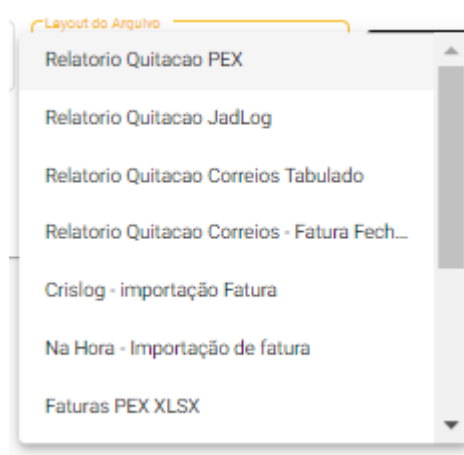 Layout do Arquivo
Relatorio Quitacao PEX
Relatorio Quitacao JadLog
Relatorio Quitacao Correios Tabulado
Relatorio Quitacao Correios - Fatura Fech...
Crislog - importação Fatura
Na Hora - Importação de fatura
Faturas PEX XLSX